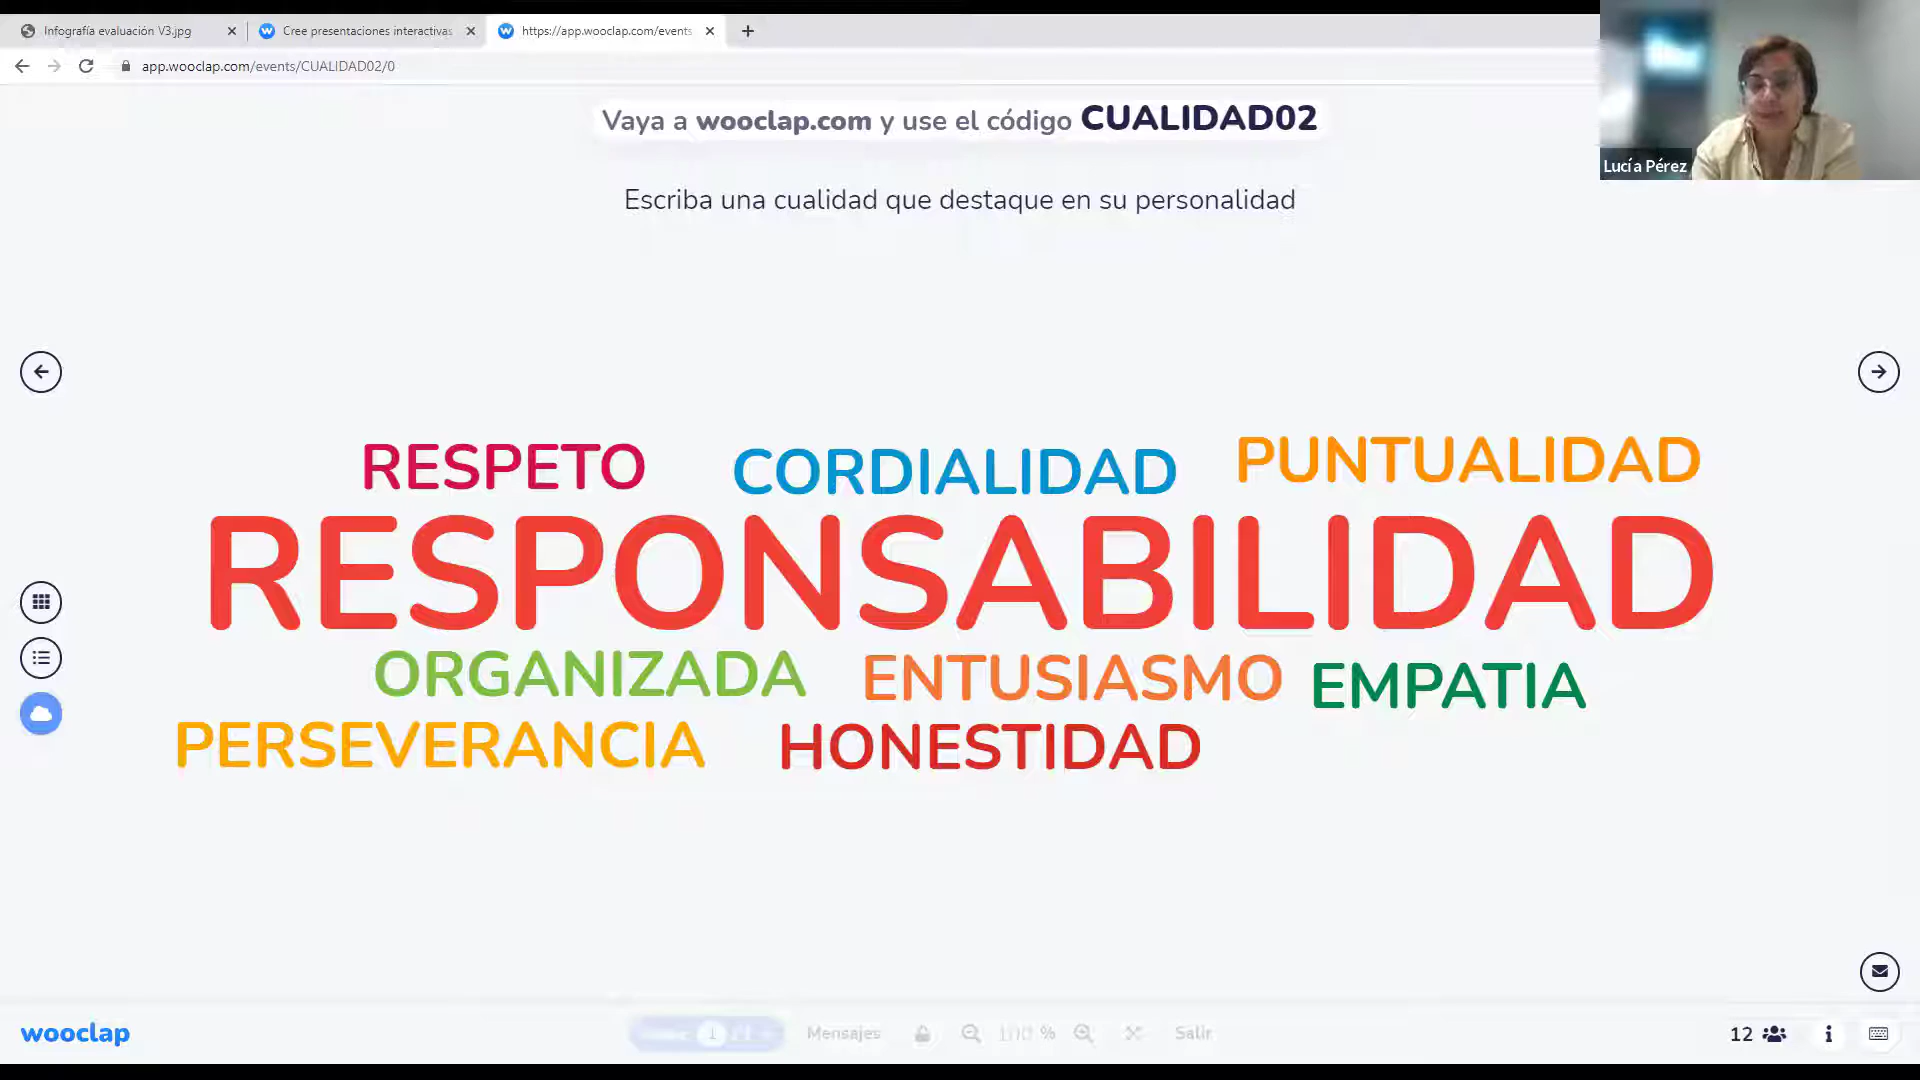 Infografía evaluación V3.jpg
Cree presentaciones interactivas
https://app.wooclap.com/events
app.wooclap.com/events/CUALIDAD02/0
Vaya a wooclap.com y use el código CUALIDAD02
Lucía Pérez
Escriba una cualidad que destaque en su personalidad
RESPETO CORDIALIDAD PUNTUALIDAD
RESPONSABILIDAD
ORGANIZADA ENTUSIASMO EMPATIA
PERSEVERANCIA HONESTIDAD
wooclap
1
Mensajes
100 %
Salir
12